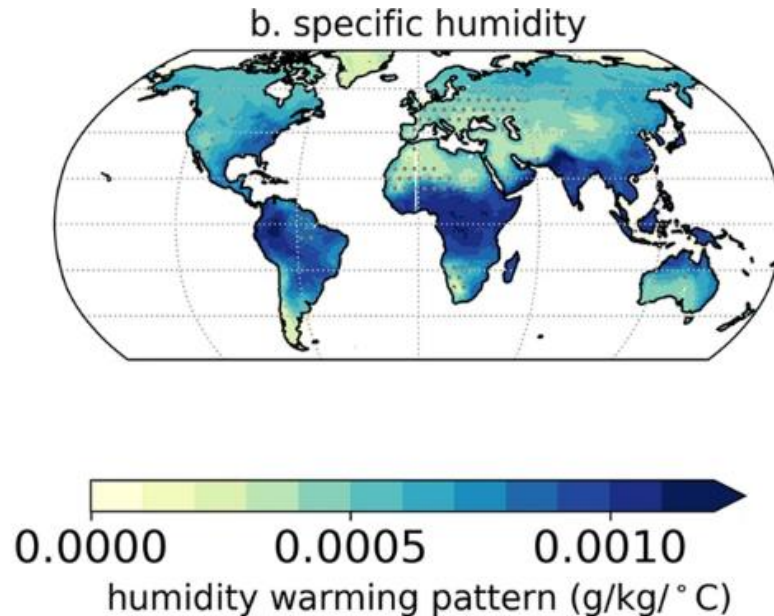 b. specific humidity
0.0000 0.0005 0.0010
humidity warming pattern (g/kg/°C)